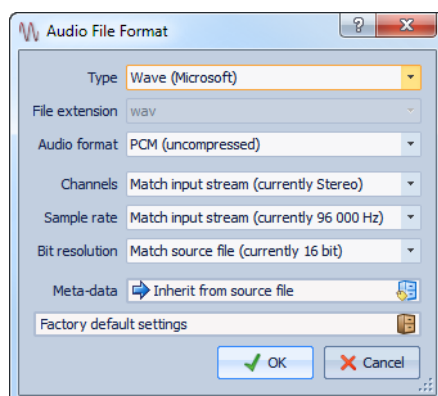 Audio File Format
Type Wave (Microsoft)
File extension wav
Audio format PCM (uncompressed)
Channels Match input stream (currently Stereo)
Sample rate Match input stream (currently 96 000 Hz)
Bit resolution Match source file (currently 16 bit)
Meta-data Inherit from source file
Factory default settings
OK Cancel